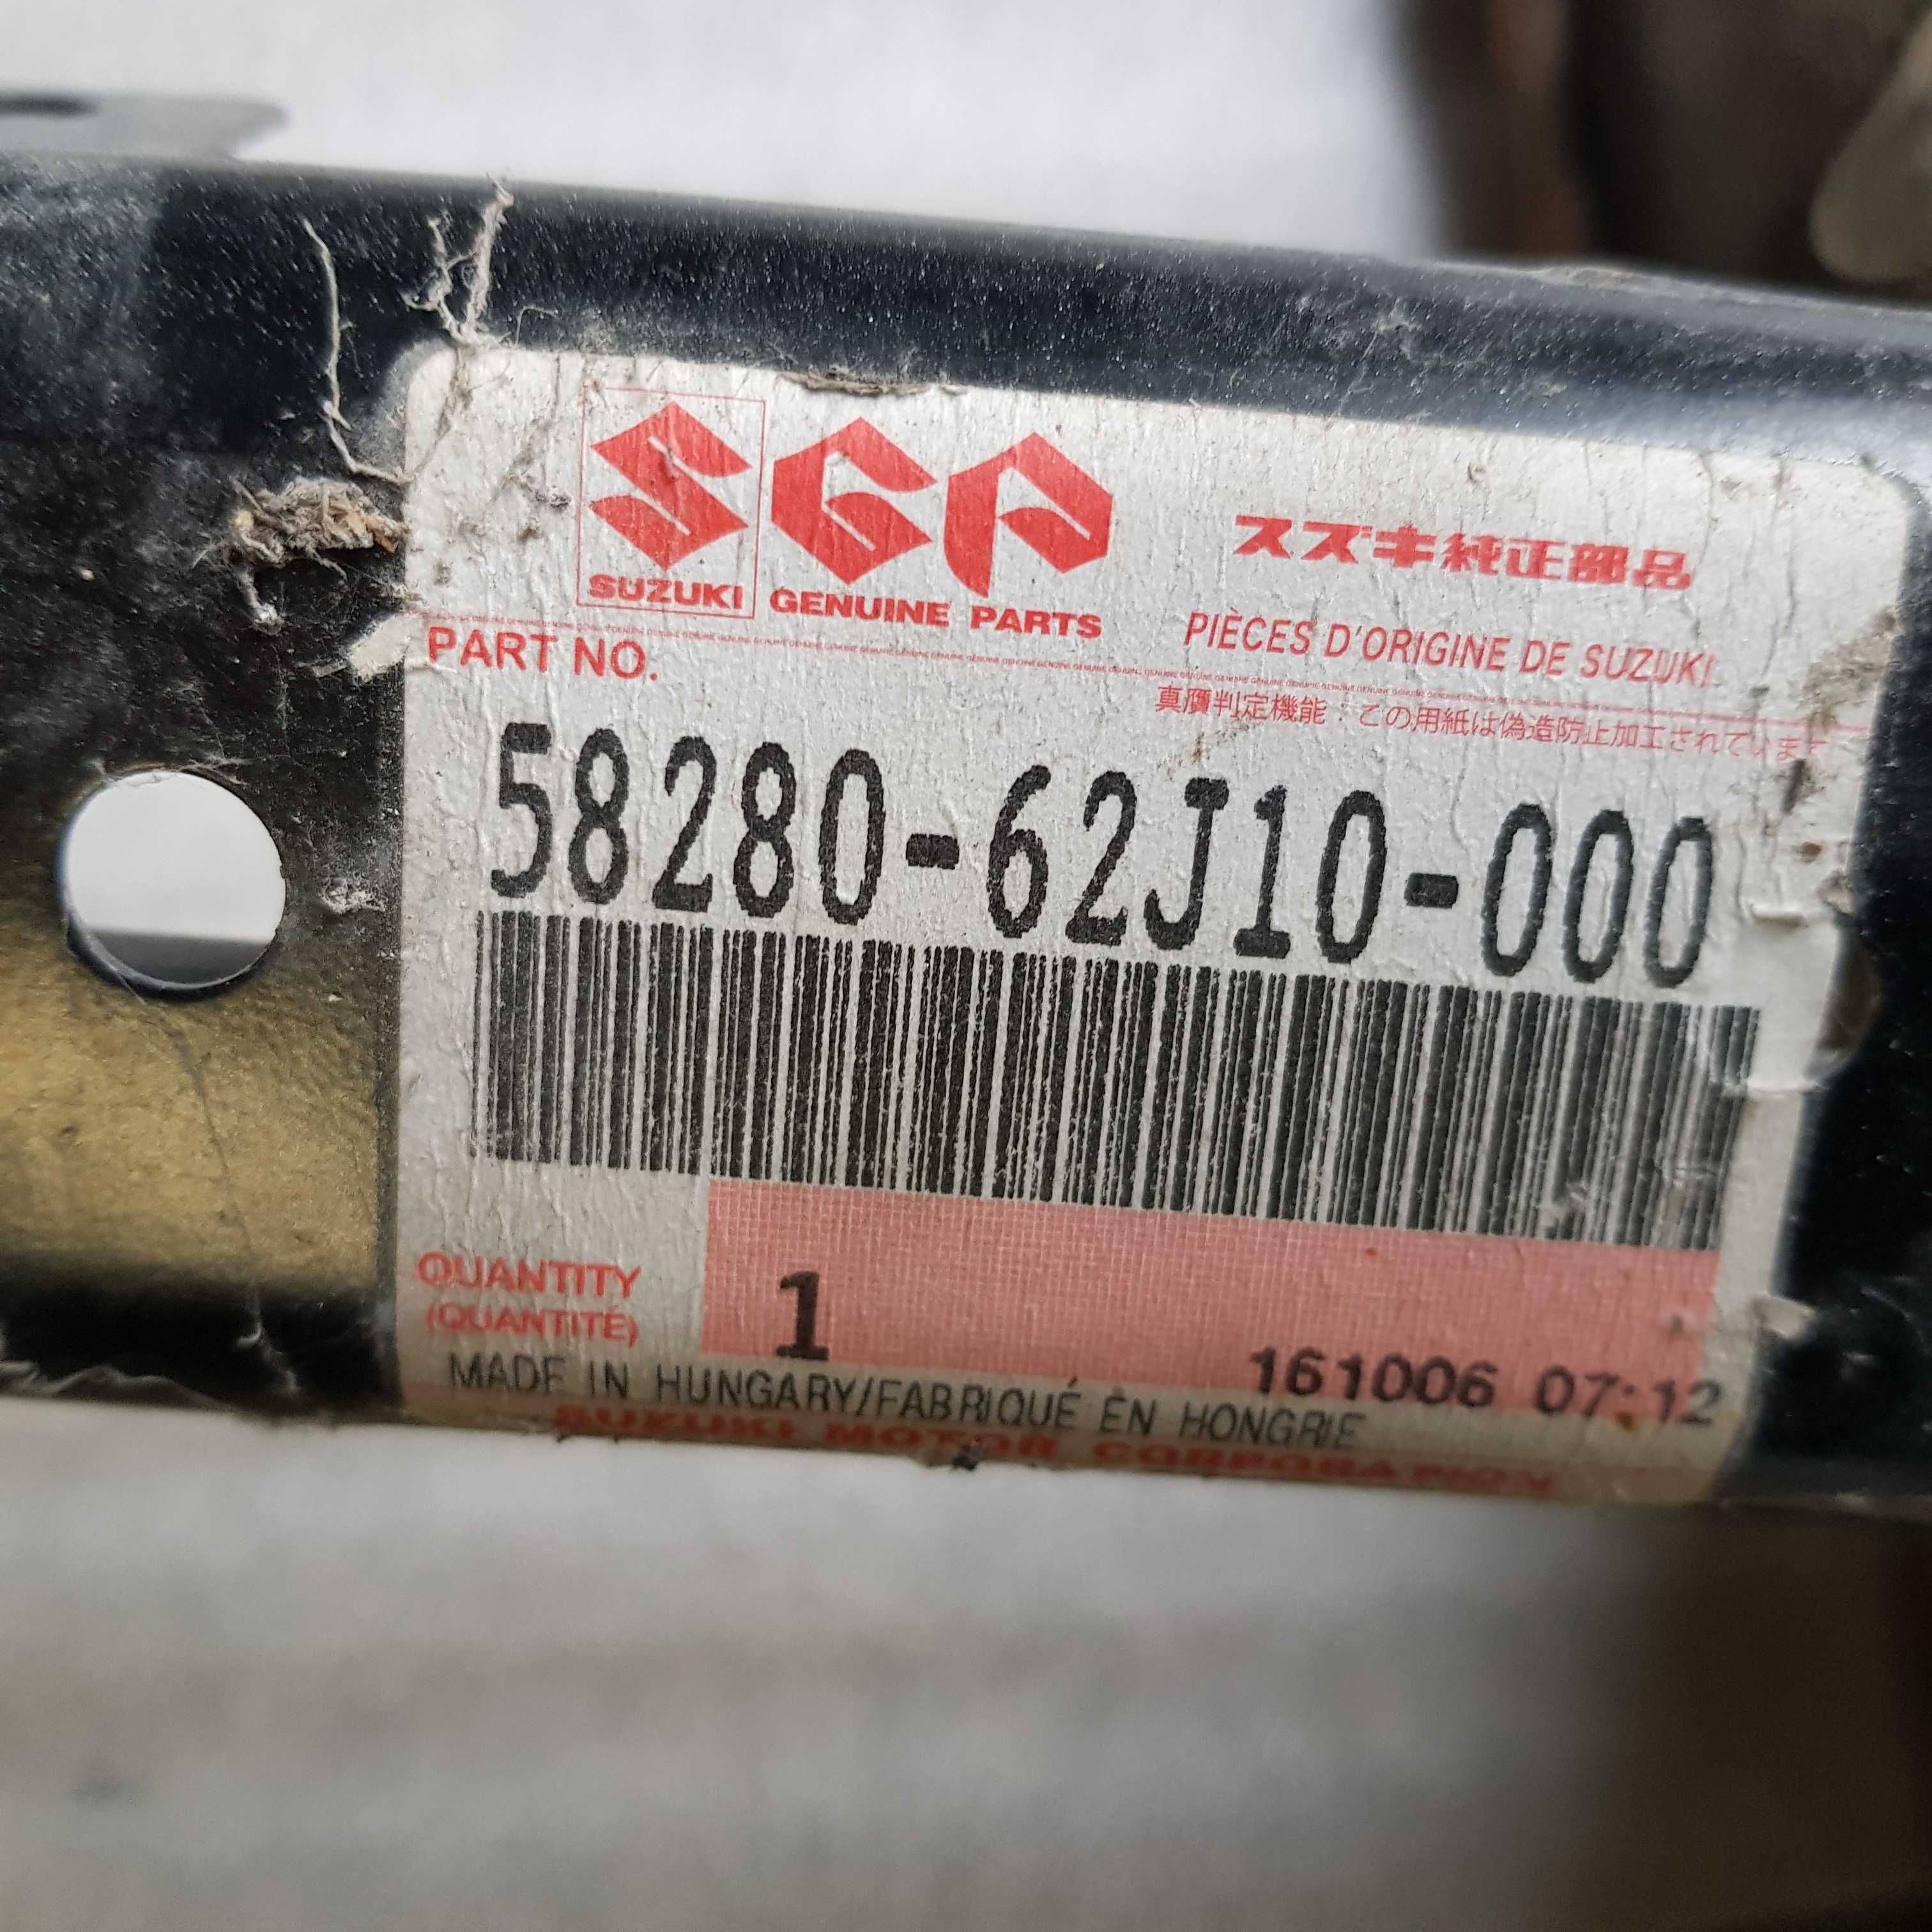 SUZUKI GENUINE PARTS
スズキ純正部品
PIÈCES D'ORIGINE DE SUZUKI
PART NO.
真贋判定機能：この用紙は偽造防止加工されています
58280-62J10-000
QUANTITY
(QUANTITÉ)
1
161006 07:12
MADE IN HUNGARY/FABRIQUÉ EN HONGRIE
SUZUKI MOTOR CORPORATION